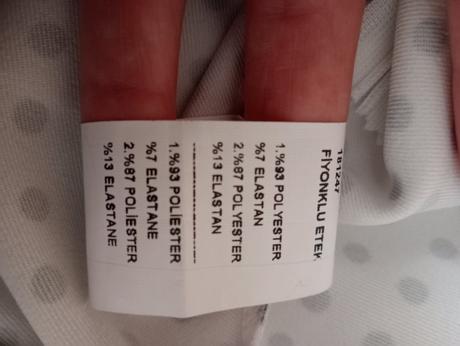 181247
FİYONKLU ETEK
1.%93 POLYESTER
%7 ELASTAN
2.%87 POLYESTER
%13 ELASTAN
1.%93 POLİESTER
%7 ELASTANE
2.%87 POLİESTER
%13 ELASTANE